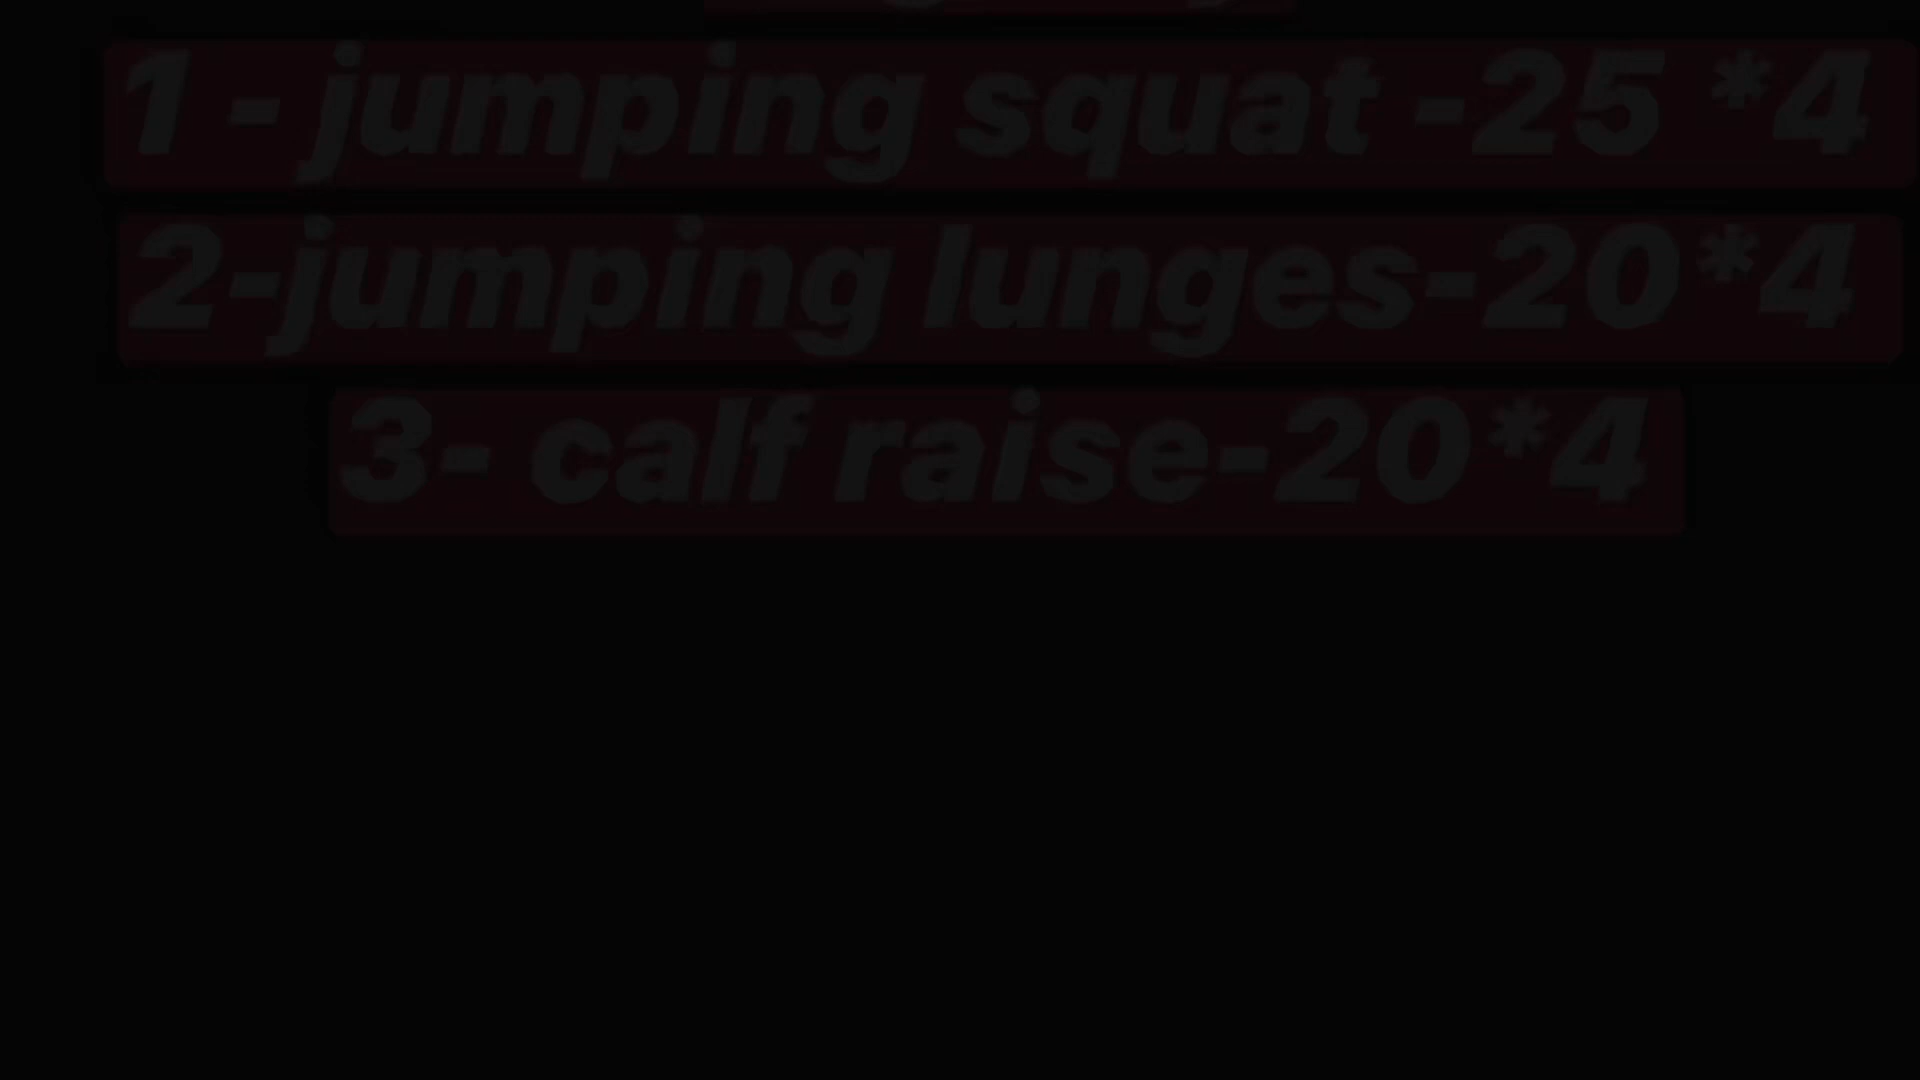 1 - jumping squat -25 *4
2-jumping lunges-20*4
3- calf raise-20*4